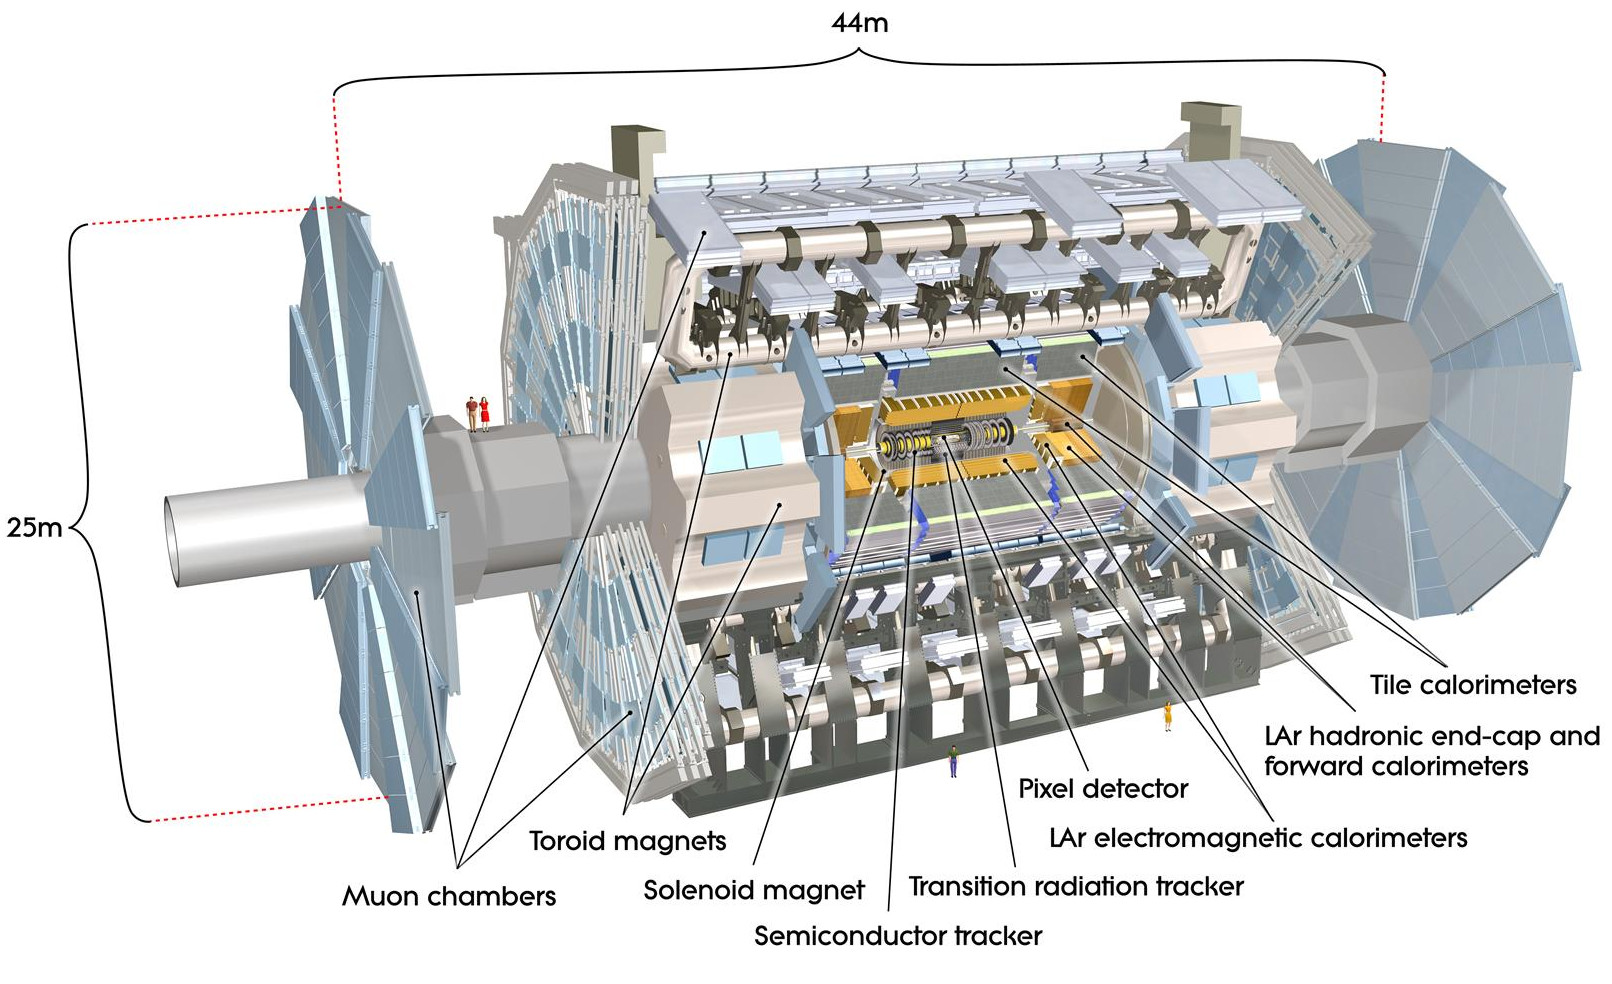 44m
25m
Tile calorimeters
LAr hadronic end-cap and
forward calorimeters
Pixel detector
LAr electromagnetic calorimeters
Toroid magnets
Muon chambers
Solenoid magnet
Transition radiation tracker
Semiconductor tracker